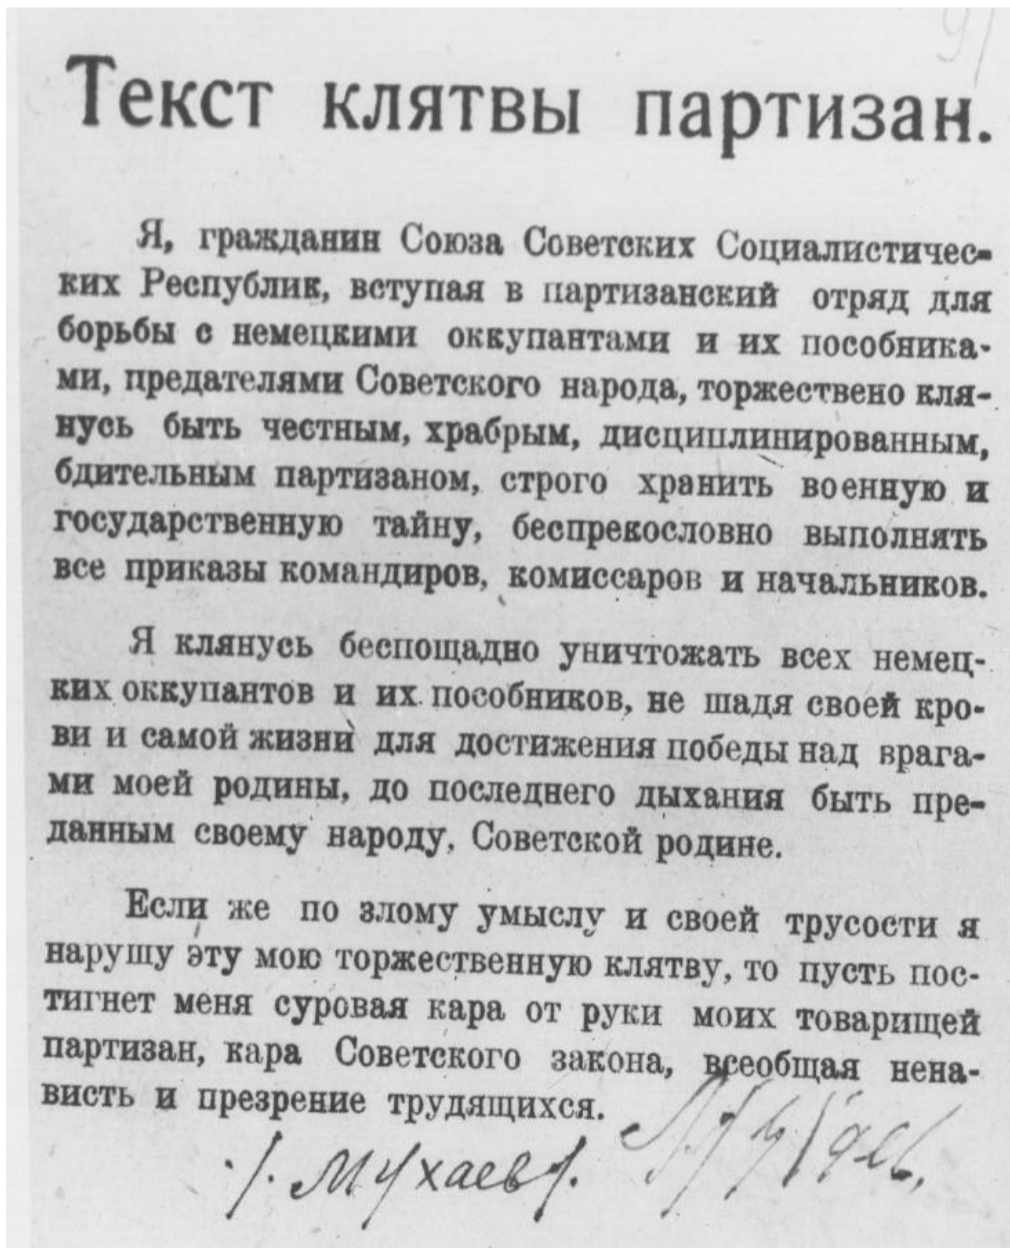 91
Текст клятвы партизан.
Я, гражданин Союза Советских Социалистичес-
ких Республик, вступая в партизанский отряд для
борьбы с немецкими оккупантами и их пособника-
ми, предателями Советского народа, торжествено кля-
нусь быть честным, храбрым, дисциплинированным,
бдительным партизаном, строго хранить военную и
государственную тайну, беспрекословно выполнять
все приказы командиров, комиссаров и начальников.
Я клянусь беспощадно уничтожать всех немец-
ких оккупантов и их пособников, не шадя своей кро-
ви и самой жизни для достижения победы над врага-
ми моей родины, до последнего дыхания быть пре-
данным своему народу, Советской родине.
Если же по злому умыслу и своей трусости я
нарушу эту мою торжественную клятву, то пусть пос-
тигнет меня суровая кара от руки моих товарищей
партизан, кара Советского закона, всеобщая нена-
висть и презрение трудящихся.
/. Мухаев /.